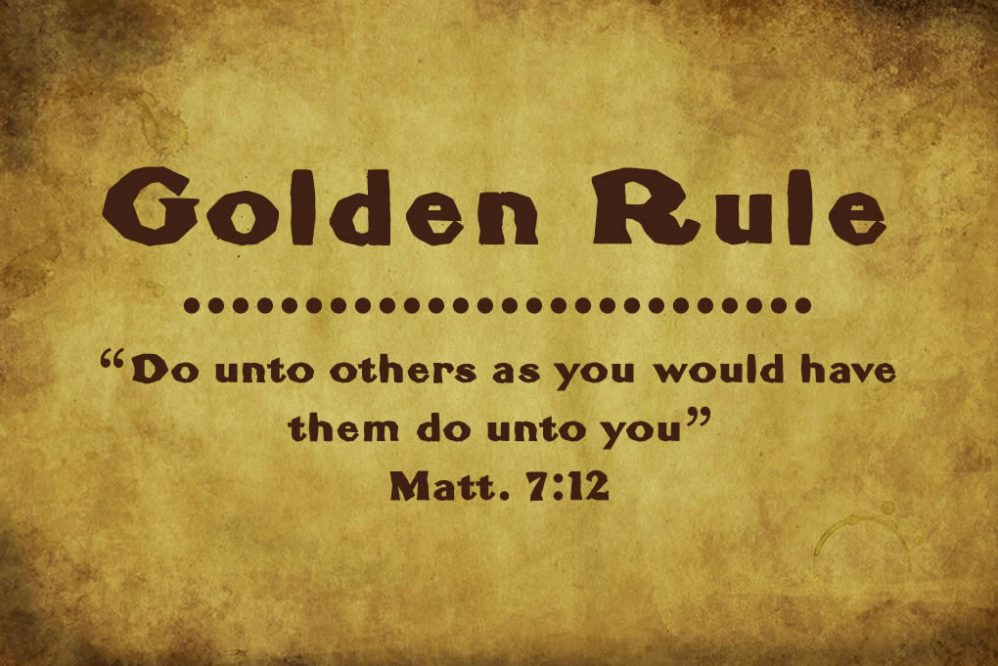 Golden Rule
“Do unto others as you would have
them do unto you”
Matt. 7:12